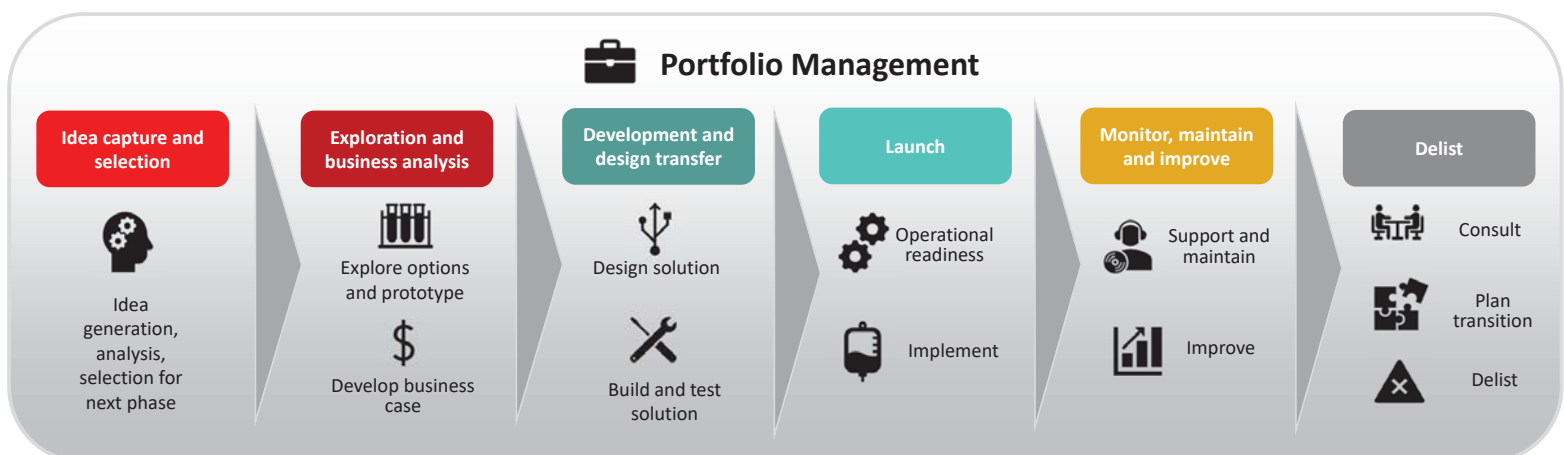 Portfolio Management
Idea capture and
selection
Idea
generation,
analysis,
selection for
next phase
Exploration and
business analysis
Explore options
and prototype
$
Develop business
case
Development and
design transfer
Design solution
Build and test
solution
Launch
Operational
readiness
Implement
Monitor, maintain
and improve
Support and
maintain
Improve
Delist
Consult
Plan
transition
Delist